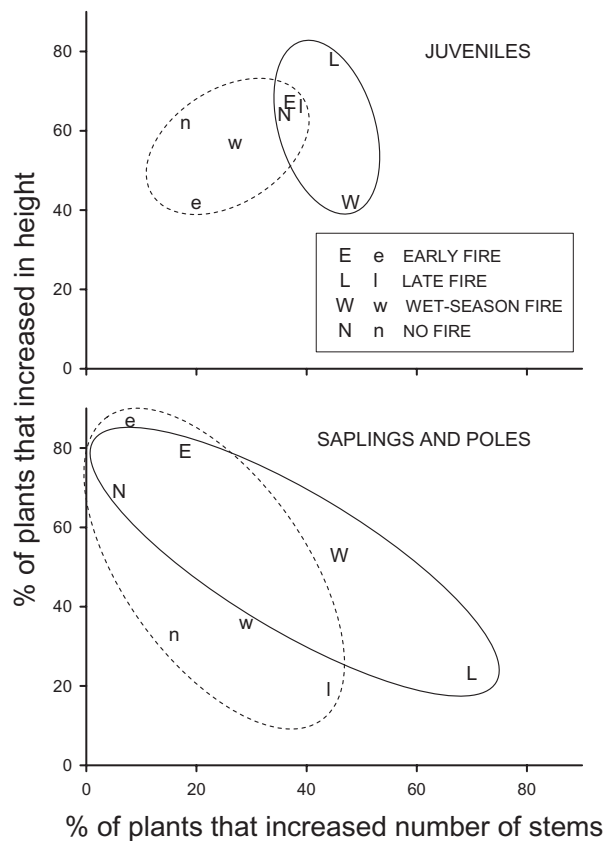 JUVENILES
80
60
40
20
0
L
E
l
N
n
w
e
W
E e EARLY FIRE
L l LATE FIRE
W w WET-SEASON FIRE
N n NO FIRE
% of plants that increased in height
SAPLINGS AND POLES
80
60
40
20
0
e
E
N
W
w
n
L
l
0 20 40 60 80
% of plants that increased number of stems